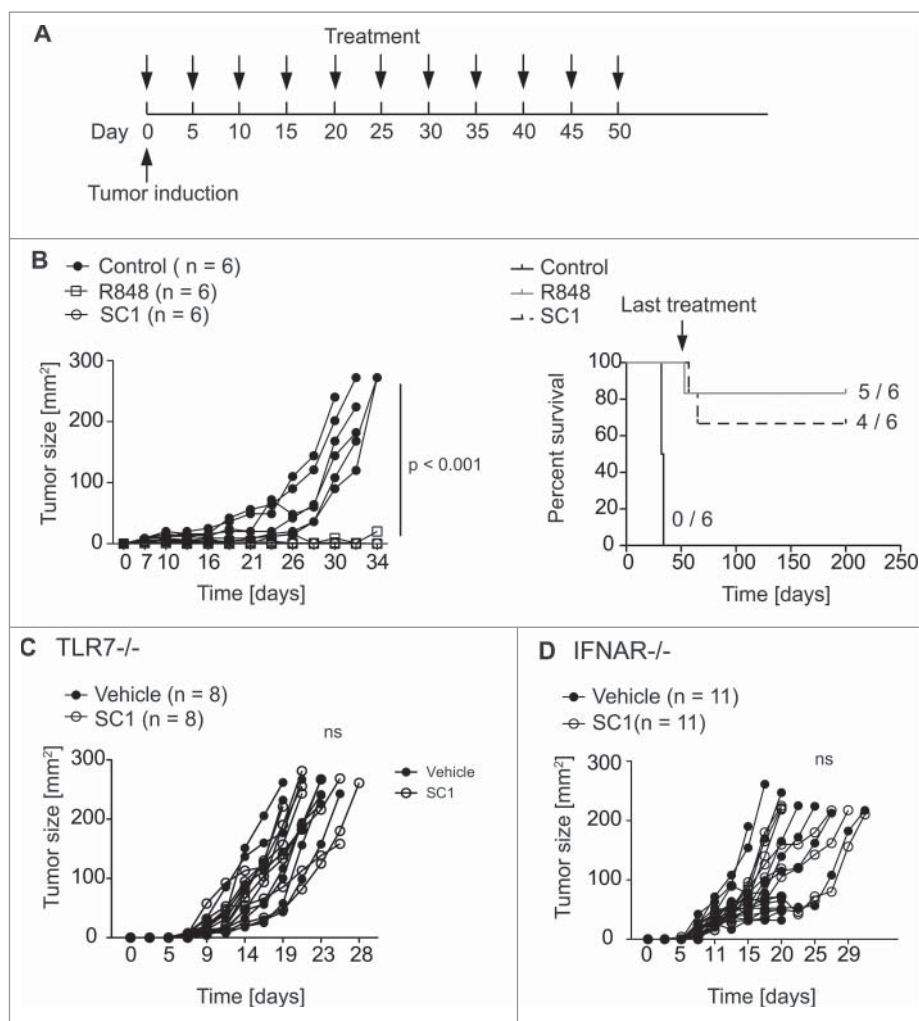 A
Treatment
Day 0 5 10 15 20 25 30 35 40 45 50
Tumor induction
B
Control ( n = 6)
R848 (n = 6)
SC1 (n = 6)
300
200
100
0
Tumor size [mm²]
p < 0.001
0 7 10 16 21 26 30 34
Time [days]
Control
R848
SC1
Last treatment
100
80
60
40
20
0
Percent survival
5 / 6
4 / 6
0 / 6
0 50 100 150 200 250
Time [days]
C TLR7-/-
Vehicle (n = 8)
SC1 (n = 8)
ns
Vehicle
SC1
300
200
100
0
Tumor size [mm²]
0 5 9 14 19 23 28
Time [days]
D IFNAR-/-
Vehicle (n = 11)
SC1(n = 11)
ns
300
200
100
0
Tumor size [mm²]
0 5 11 15 20 25 29
Time [days]